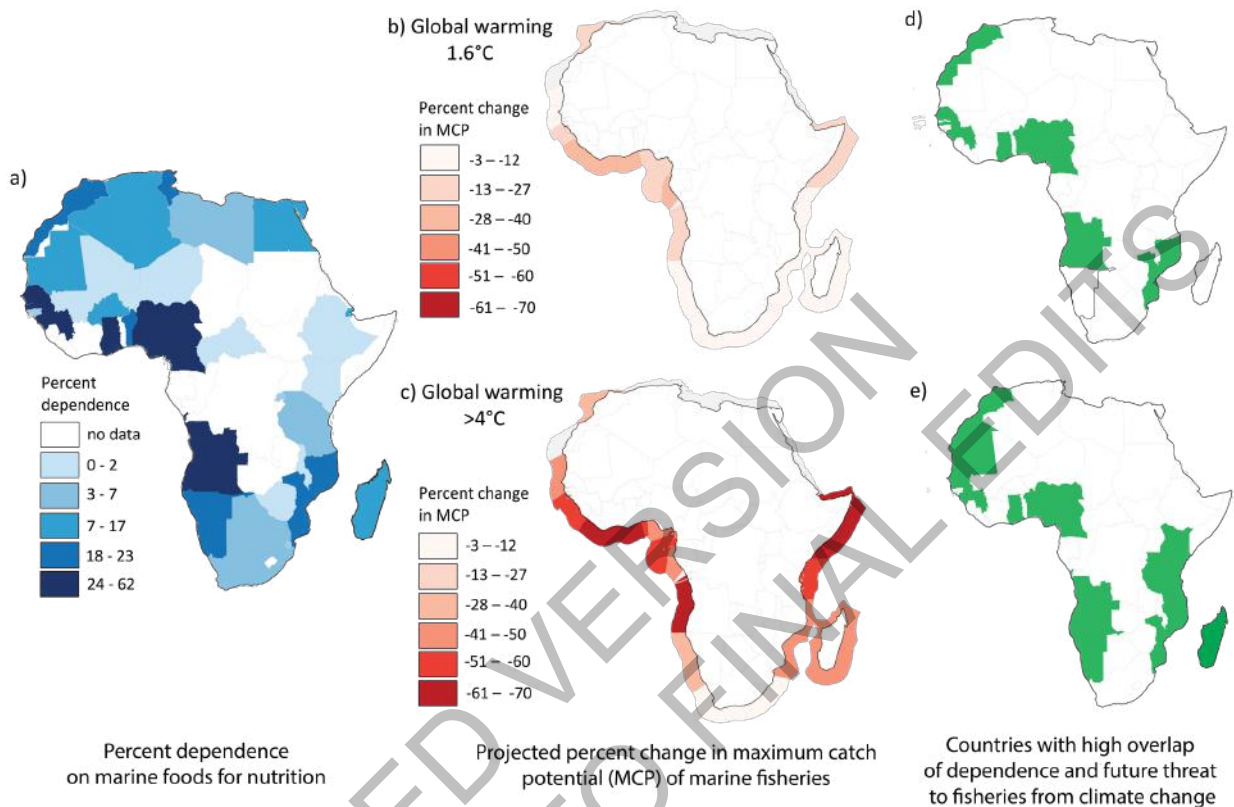 a)
Percent
dependence
no data
0 - 2
3 - 7
7 - 17
18 - 23
24 - 62
Percent dependence
on marine foods for nutrition
b) Global warming
1.6°C
Percent change
in MCP
-3 – -12
-13 – -27
-28 – -40
-41 – -50
-51 – -60
-61 – -70
c) Global warming
>4°C
Percent change
in MCP
-3 – -12
-13 – -27
-28 – -40
-41 – -50
-51 – -60
-61 – -70
Projected percent change in maximum catch
potential (MCP) of marine fisheries
d)
e)
Countries with high overlap
of dependence and future threat
to fisheries from climate change
ED VERSION
TO FINAL EDITS